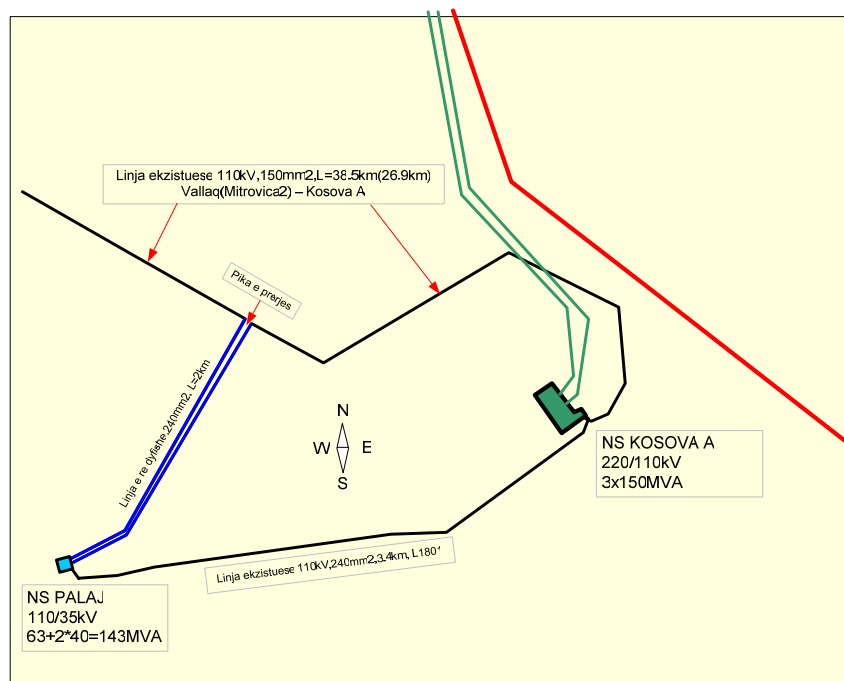 Linja ekzistuese 110kV,150mm2,L=38.5km(26.9km)
Vallaq(Mitrovica2) – Kosova A
Pika e prerjes
Linja e re dyfishe,240mm2, L=2km
N
W E
S
NS KOSOVA A
220/110kV
3x150MVA
Linja ekzistuese 110kV,240mm2,3.4km, L1801
NS PALAJ
110/35kV
63+2*40=143MVA